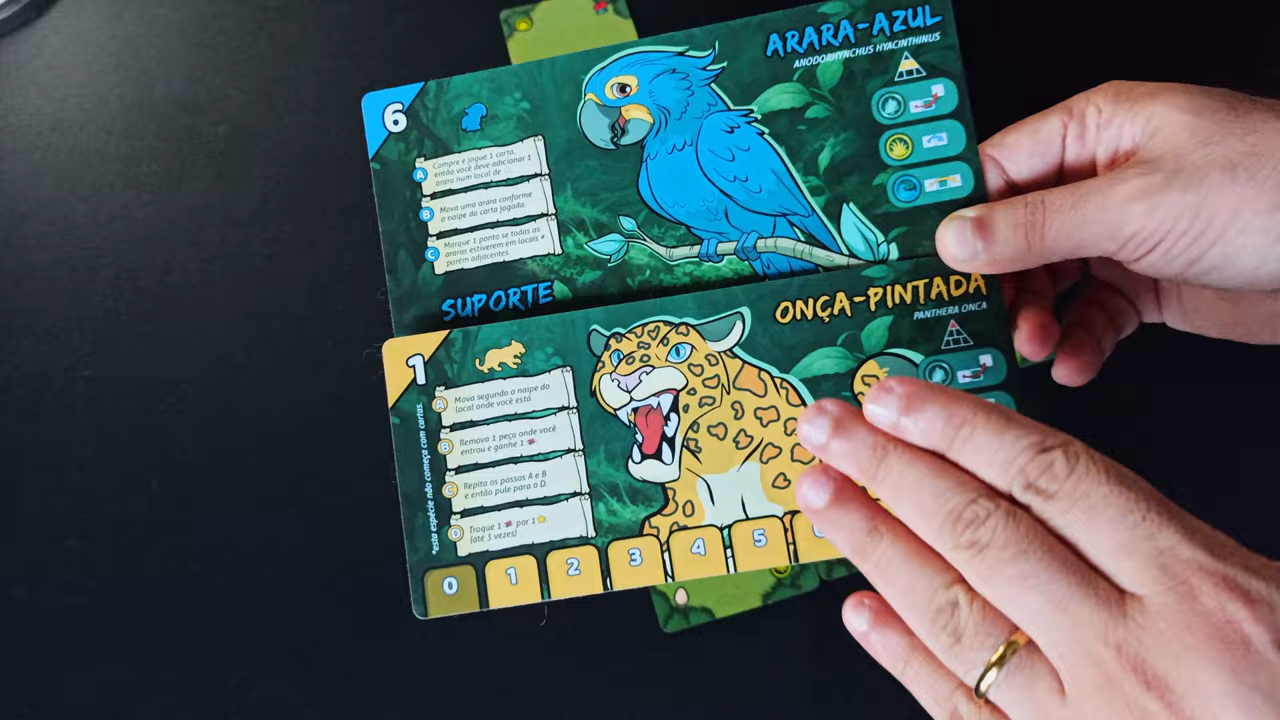 6
ARARA-AZUL
ANODORHYNCHUS HYACINTHINUS
A
Compre e jogue 1 carta,
então você deve adicionar 1
arara num local de
B
Mova uma arara conforme
o naipe da carta jogada.
C
Marque 1 ponto se todas as
araras estiverem em locais ≠
porém adjacentes.
SUPORTE
1
ONÇA-PINTADA
PANTHERA ONCA
*esta espécie não começa com cartas.
A
Mova segundo o naipe do
local onde você está.
B
Remova 1 peça onde você
entrou e ganhe 1
C
Repita os passos A e B
e então pule para o D.
D
Troque 1 por 1
(até 3 vezes)
0 1 2 3 4 5